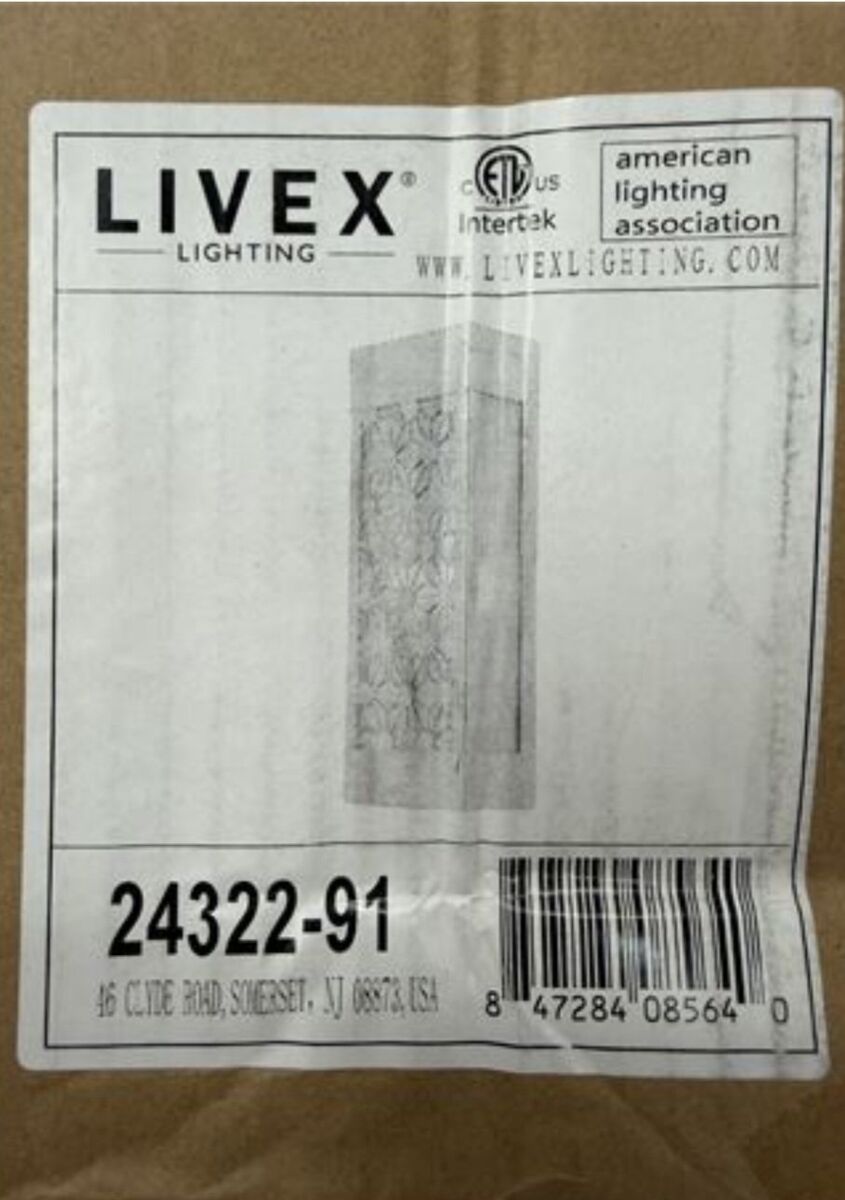 LIVEX®
LIGHTING
c ETL us
Intertek
american
lighting
association
WWW.LIVEXLIGHTING.COM
24322-91
46 CLYDE ROAD, SOMERSET, NJ 08873, USA
8 47284 08564 0